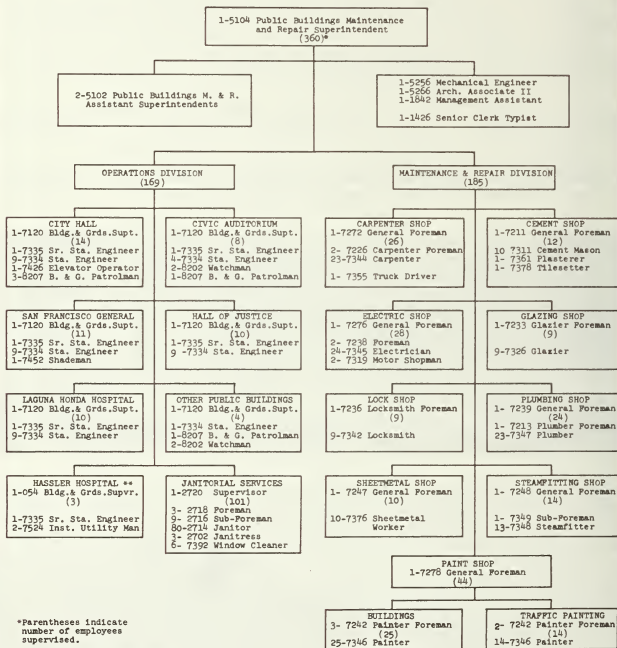 1-5104 Public Buildings Maintenance
and Repair Superintendent
(360)*
2-5102 Public Buildings M. & R.
Assistant Superintendents
1-5256 Mechanical Engineer
1-5266 Arch. Associate II
1-1842 Management Assistant
1-1426 Senior Clerk Typist
OPERATIONS DIVISION
(169)
MAINTENANCE & REPAIR DIVISION
(185)
CITY HALL
1-7120 Bldg.& Grds.Supt.
(14)
1-7335 Sr. Sta. Engineer
9-7334 Sta. Engineer
1-7426 Elevator Operator
3-8207 B. & G. Patrolman
CIVIC AUDITORIUM
1-7120 Bldg.& Grds.Supt.
(8)
1-7335 Sr. Sta. Engineer
4-7334 Sta. Engineer
2-8202 Watchman
1-8207 B. & G. Patrolman
CARPENTER SHOP
1-7272 General Foreman
(26)
2- 7226 Carpenter Foreman
23-7344 Carpenter
1- 7355 Truck Driver
CEMENT SHOP
1-7211 General Foreman
(12)
10 7311 Cement Mason
1- 7361 Plasterer
1- 7378 Tilesetter
SAN FRANCISCO GENERAL
1-7120 Bldg.& Grds.Supt.
(11)
1-7335 Sr. Sta. Engineer
9-7334 Sta. Engineer
1-7452 Shademan
HALL OF JUSTICE
1-7120 Bldg.& Grds.Supt.
(10)
1-7335 Sr. Sta. Engineer
9 -7334 Sta. Engineer
ELECTRIC SHOP
1- 7276 General Foreman
(28)
2- 7238 Foreman
24-7345 Electrician
2- 7319 Motor Shopman
GLAZING SHOP
1-7233 Glazier Foreman
(9)
9-7326 Glazier
LAGUNA HONDA HOSPITAL
1-7120 Bldg.& Grds.Supt.
(10)
1-7335 Sr. Sta. Engineer
9-7334 Sta. Engineer
OTHER PUBLIC BUILDINGS
1-7120 Bldg.& Grds.Supt.
(4)
1-7334 Sta. Engineer
1-8207 B. & G. Patrolman
2-8202 Watchman
LOCK SHOP
1-7236 Locksmith Foreman
(9)
9-7342 Locksmith
PLUMBING SHOP
1- 7239 General Foreman
(24)
1- 7213 Plumber Foreman
23-7347 Plumber
HASSLER HOSPITAL **
1-054 Bldg.& Grds.Supvr.
(3)
1-7335 Sr. Sta. Engineer
2-7524 Inst. Utility Man
JANITORIAL SERVICES
1-2720 Supervisor
(101)
3- 2718 Foreman
9- 2716 Sub-Foreman
80-2714 Janitor
3- 2702 Janitress
6- 7392 Window Cleaner
SHEETMETAL SHOP
1- 7247 General Foreman
(10)
10-7376 Sheetmetal
Worker
STEAMFITTING SHOP
1- 7248 General Foreman
(14)
1- 7349 Sub-Foreman
13-7348 Steamfitter
PAINT SHOP
1-7278 General Foreman
(44)
*Parentheses indicate
number of employees
supervised.
BUILDINGS
3- 7242 Painter Foreman
(25)
25-7346 Painter
TRAFFIC PAINTING
2- 7242 Painter Foreman
(14)
14-7346 Painter